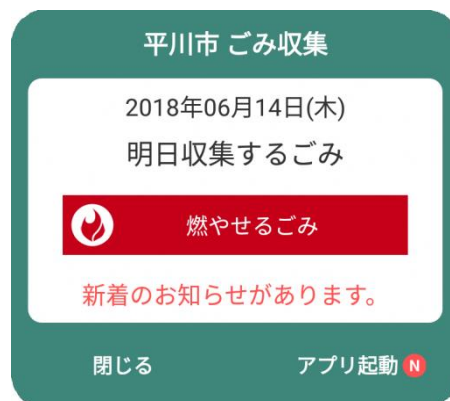 平川市 ごみ収集
2018年06月14日(木)
明日収集するごみ
燃やせるごみ
新着のお知らせがあります。
閉じる
アプリ起動 N